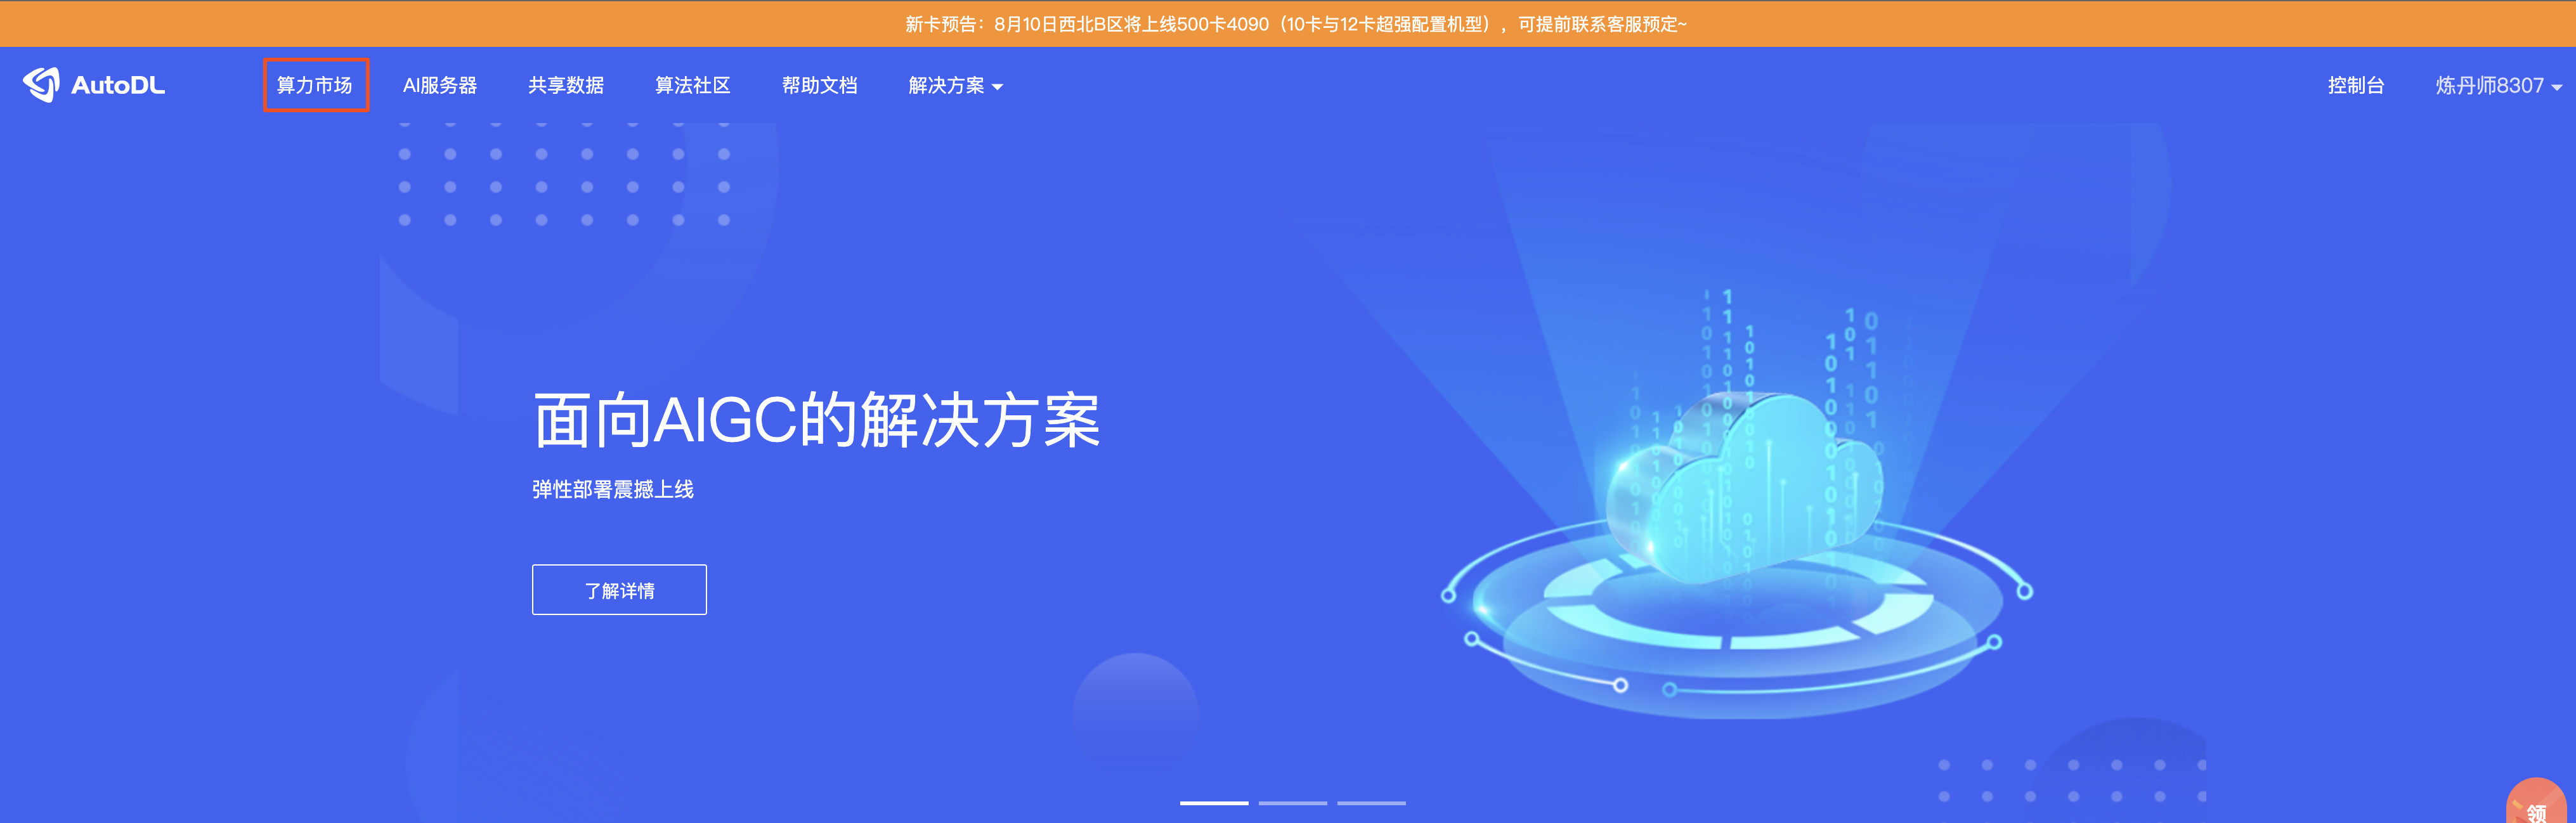 新卡预告：8月10日西北B区将上线500卡4090（10卡与12卡超强配置机型），可提前联系客服预定~
AutoDL 算力市场 AI服务器 共享数据 算法社区 帮助文档 解决方案 控制台 炼丹师8307
面向AIGC的解决方案
弹性部署震撼上线
了解详情
领